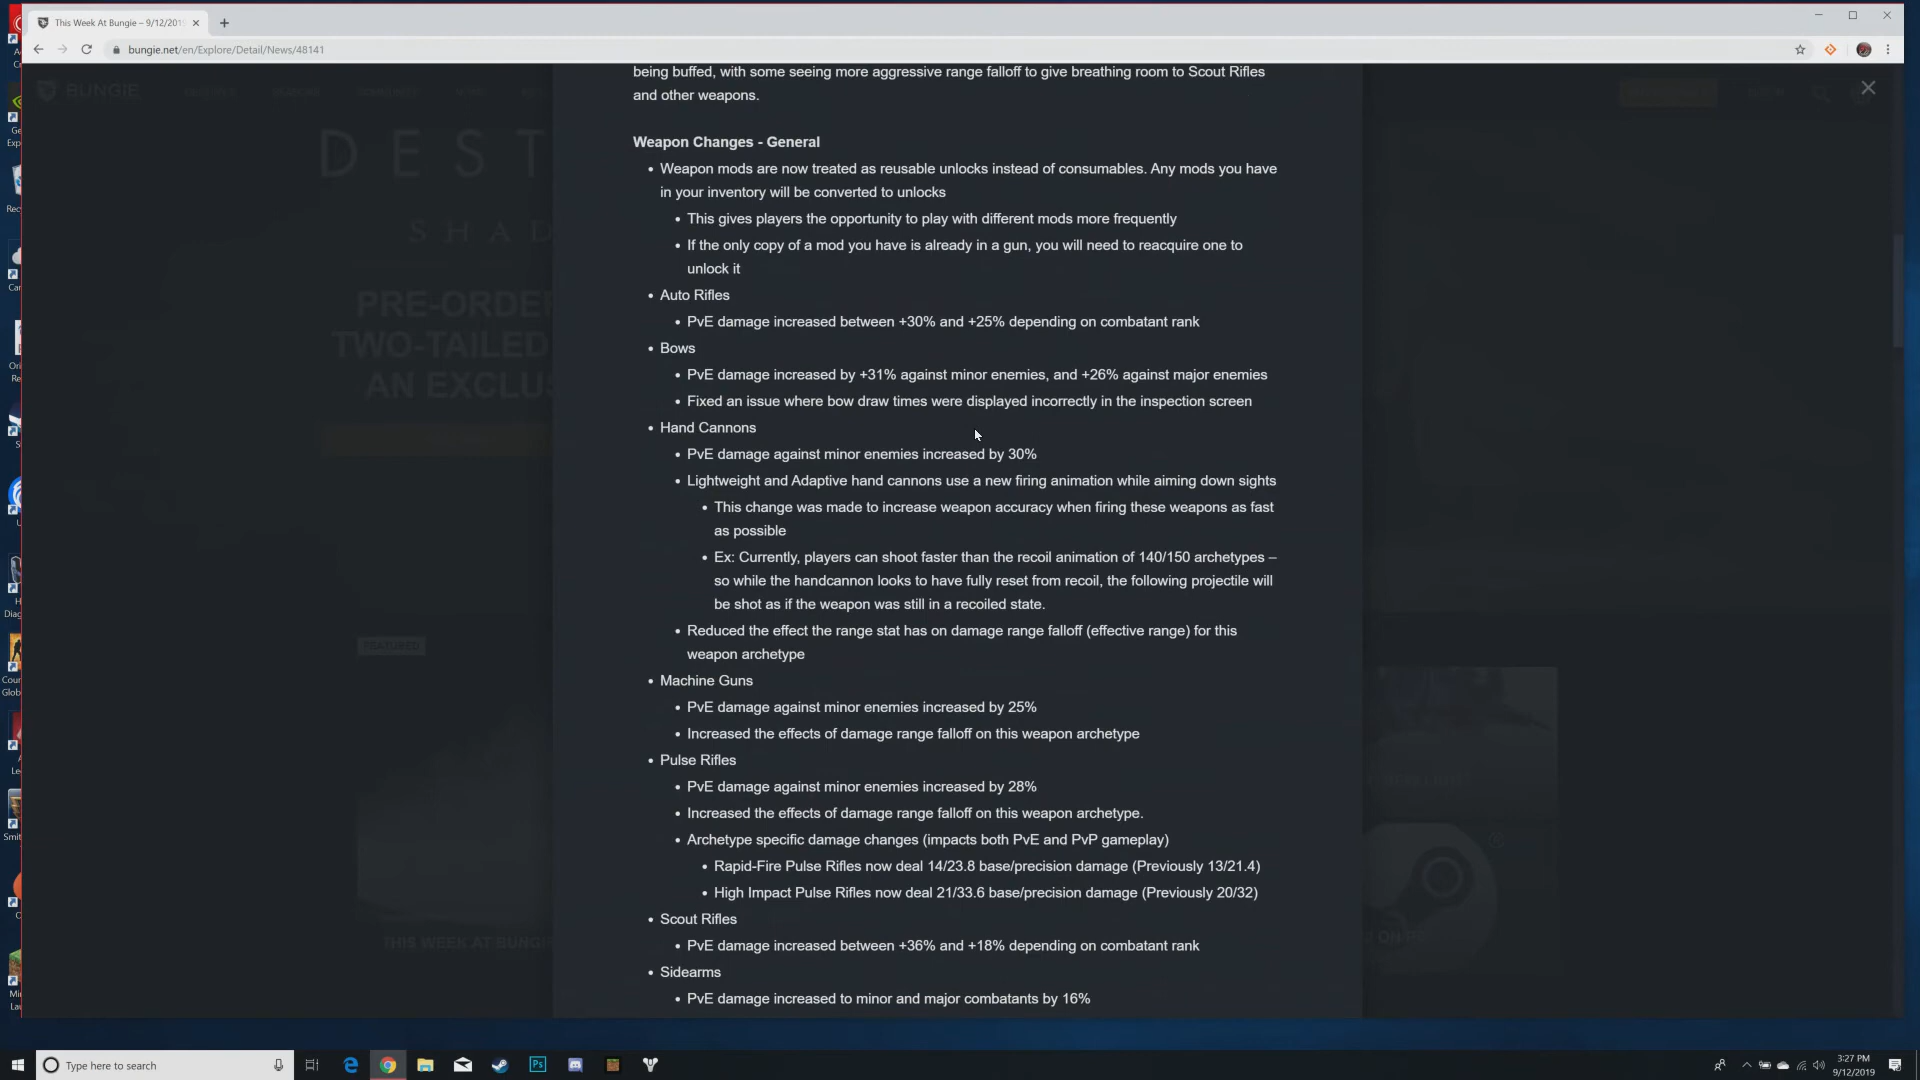 This Week At Bungie – 9/12/201
bungie.net/en/Explore/Detail/News/48141
BUNGIE
being buffed, with some seeing more aggressive range falloff to give breathing room to Scout Rifles
and other weapons.
DEST
SHAD
PRE-ORDER
TWO-TAILED
AN EXCLUS
Weapon Changes - General
• Weapon mods are now treated as reusable unlocks instead of consumables. Any mods you have
in your inventory will be converted to unlocks
• This gives players the opportunity to play with different mods more frequently
• If the only copy of a mod you have is already in a gun, you will need to reacquire one to
unlock it
• Auto Rifles
• PvE damage increased between +30% and +25% depending on combatant rank
• Bows
• PvE damage increased by +31% against minor enemies, and +26% against major enemies
• Fixed an issue where bow draw times were displayed incorrectly in the inspection screen
• Hand Cannons
• PvE damage against minor enemies increased by 30%
• Lightweight and Adaptive hand cannons use a new firing animation while aiming down sights
• This change was made to increase weapon accuracy when firing these weapons as fast
as possible
• Ex: Currently, players can shoot faster than the recoil animation of 140/150 archetypes –
so while the handcannon looks to have fully reset from recoil, the following projectile will
be shot as if the weapon was still in a recoiled state.
• Reduced the effect the range stat has on damage range falloff (effective range) for this
weapon archetype
• Machine Guns
• PvE damage against minor enemies increased by 25%
• Increased the effects of damage range falloff on this weapon archetype
• Pulse Rifles
• PvE damage against minor enemies increased by 28%
• Increased the effects of damage range falloff on this weapon archetype.
• Archetype specific damage changes (impacts both PvE and PvP gameplay)
• Rapid-Fire Pulse Rifles now deal 14/23.8 base/precision damage (Previously 13/21.4)
• High Impact Pulse Rifles now deal 21/33.6 base/precision damage (Previously 20/32)
• Scout Rifles
• PvE damage increased between +36% and +18% depending on combatant rank
• Sidearms
• PvE damage increased to minor and major combatants by 16%
FEATURED
THIS WEEK AT BUNGIE
ON PC
Type here to search
Ps
3:27 PM
9/12/2019